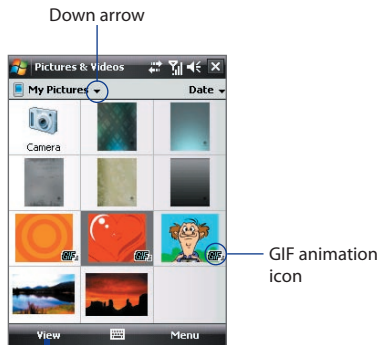 Down arrow
Pictures & Videos
My Pictures
Date
Camera
GIF
GIF
GIF
GIF animation
icon
View
Menu